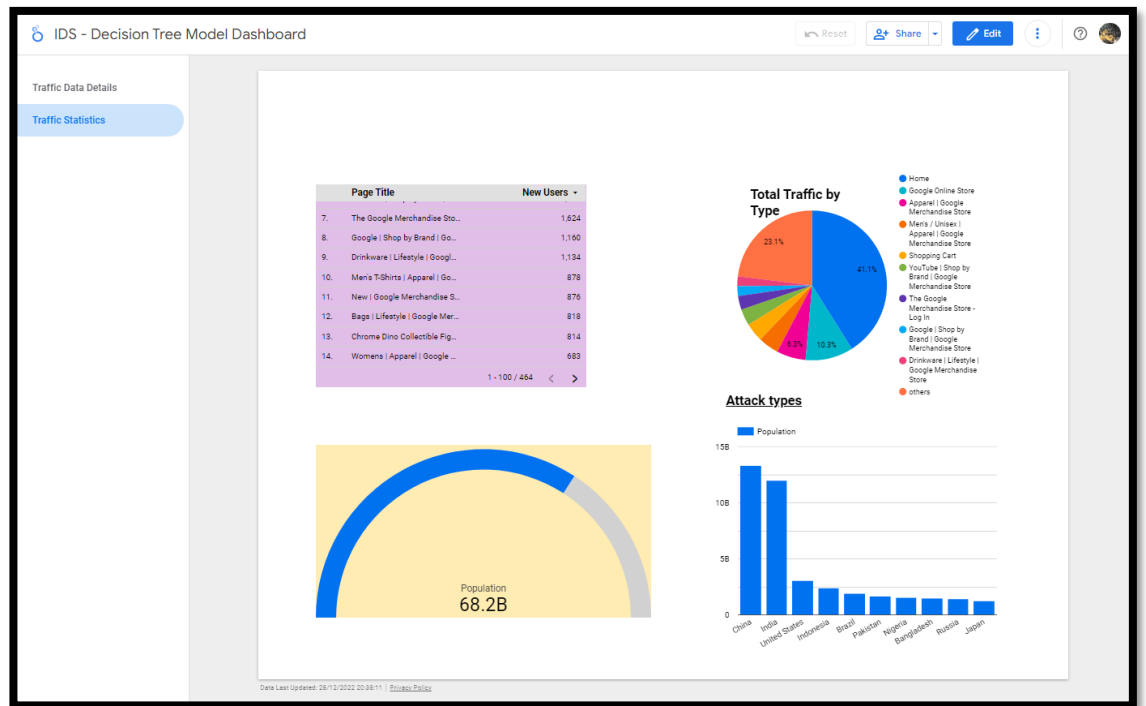 IDS - Decision Tree Model Dashboard
Reset
Share
Edit
Traffic Data Details
Traffic Statistics
Page Title New Users
7. The Google Merchandise Sto... 1,624
8. Google | Shop by Brand | Go... 1,160
9. Drinkware | Lifestyle | Googl... 1,134
10. Men's T-Shirts | Apparel | Go... 878
11. New | Google Merchandise S... 876
12. Bags | Lifestyle | Google Mer... 818
13. Chrome Dino Collectible Fig... 814
14. Womens | Apparel | Google ... 683
1 - 100 / 464
Total Traffic by
Type
23.1%
41.1%
6.3%
10.3%
Home
Google Online Store
Apparel | Google
Merchandise Store
Men's / Unisex |
Apparel | Google
Merchandise Store
Shopping Cart
YouTube | Shop by
Brand | Google
Merchandise Store
The Google
Merchandise Store -
Log In
Google | Shop by
Brand | Google
Merchandise Store
Drinkware | Lifestyle |
Google Merchandise
Store
others
Population
68.2B
Attack types
Population
15B
10B
5B
0
China
India
United States
Indonesia
Brazil
Pakistan
Nigeria
Bangladesh
Russia
Japan
Data Last Updated: 26/12/2022 20:38:11 | Privacy Policy